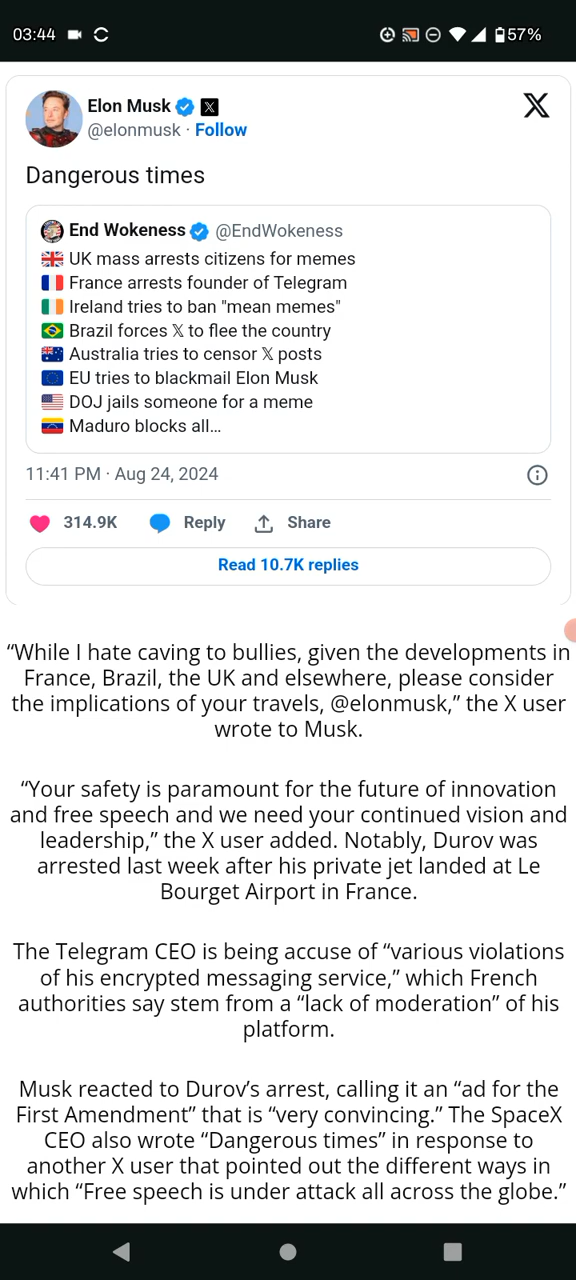 03:44
57%
Elon Musk
@elonmusk · Follow
Dangerous times
End Wokeness @EndWokeness
🇬🇧 UK mass arrests citizens for memes
🇫🇷 France arrests founder of Telegram
🇮🇪 Ireland tries to ban "mean memes"
🇧🇷 Brazil forces 𝕏 to flee the country
🇦🇺 Australia tries to censor 𝕏 posts
🇪🇺 EU tries to blackmail Elon Musk
🇺🇸 DOJ jails someone for a meme
🇻🇪 Maduro blocks all…
11:41 PM · Aug 24, 2024
314.9K Reply Share
Read 10.7K replies
“While I hate caving to bullies, given the developments in
France, Brazil, the UK and elsewhere, please consider
the implications of your travels, @elonmusk,” the X user
wrote to Musk.
“Your safety is paramount for the future of innovation
and free speech and we need your continued vision and
leadership,” the X user added. Notably, Durov was
arrested last week after his private jet landed at Le
Bourget Airport in France.
The Telegram CEO is being accuse of “various violations
of his encrypted messaging service,” which French
authorities say stem from a “lack of moderation” of his
platform.
Musk reacted to Durov’s arrest, calling it an “ad for the
First Amendment” that is “very convincing.” The SpaceX
CEO also wrote “Dangerous times” in response to
another X user that pointed out the different ways in
which “Free speech is under attack all across the globe.”